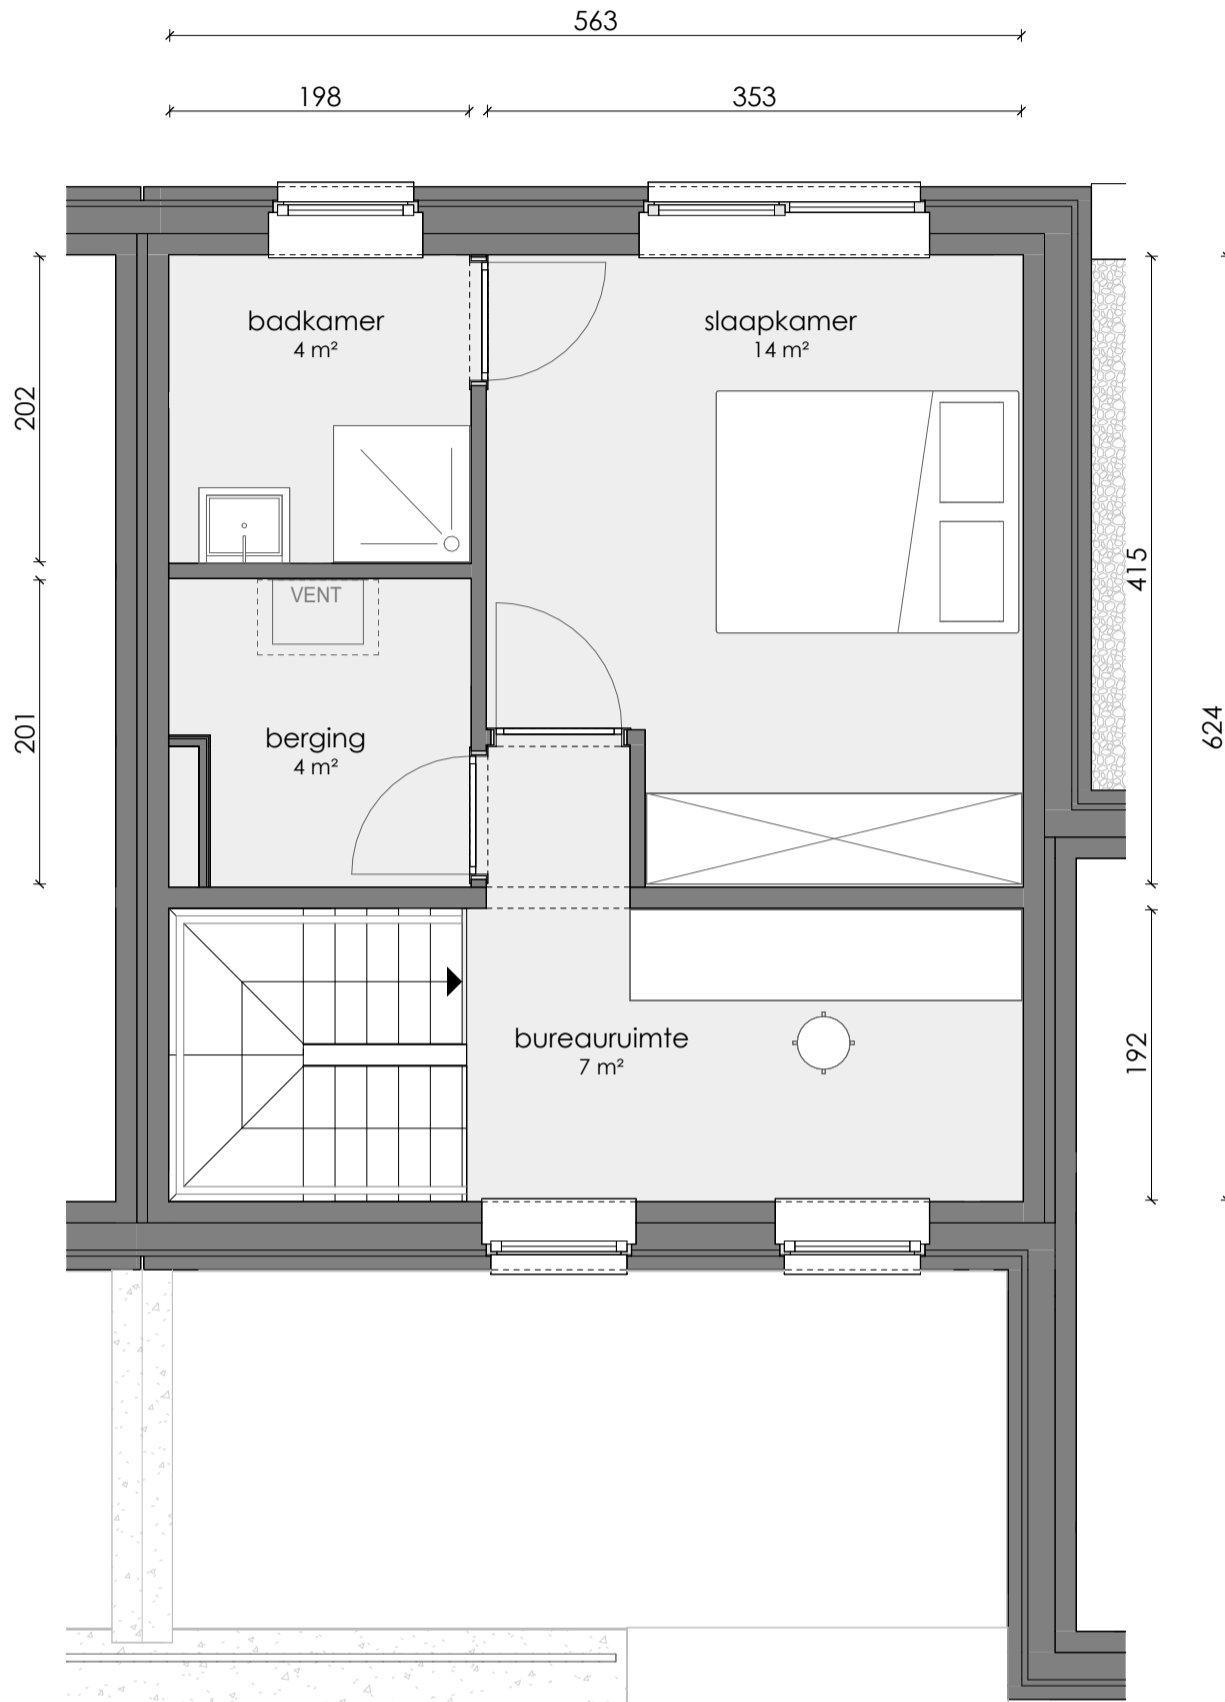 563
198
353
badkamer
4 m²
slaapkamer
14 m²
202
415
VENT
624
201
berging
4 m²
bureauruimte
7 m²
192